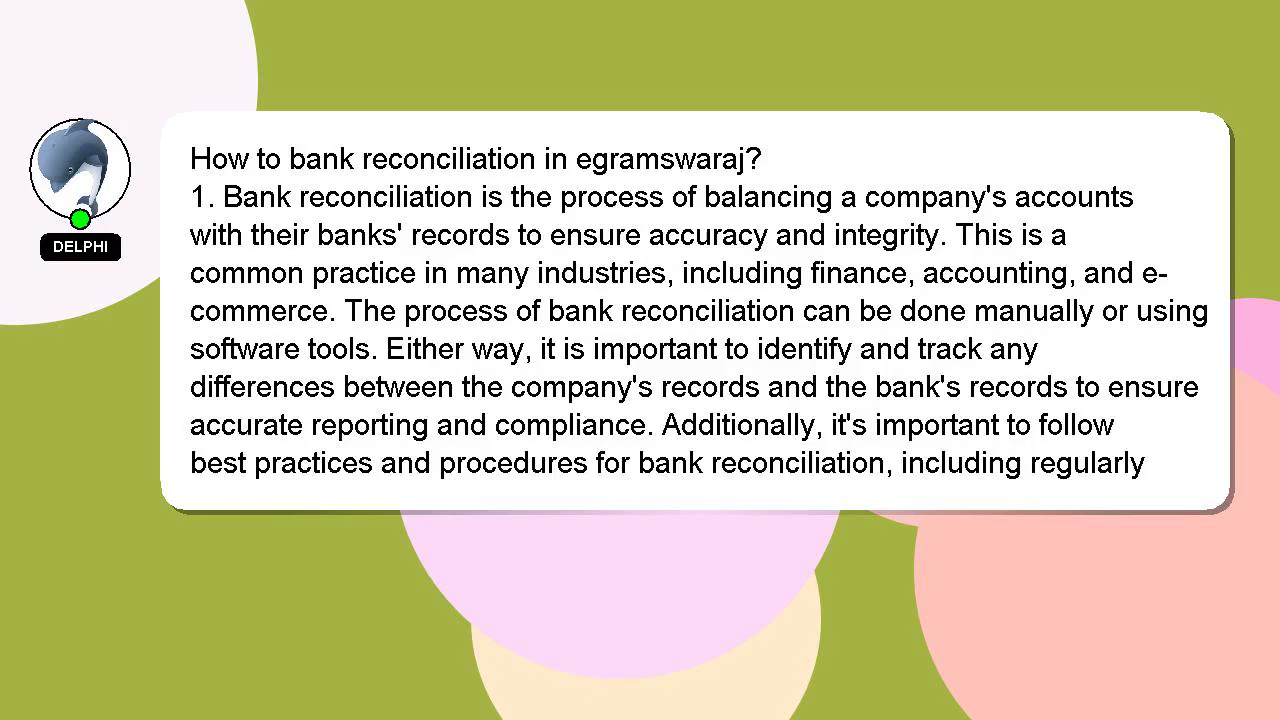 DELPHI
How to bank reconciliation in egramswaraj?
1. Bank reconciliation is the process of balancing a company's accounts
with their banks' records to ensure accuracy and integrity. This is a
common practice in many industries, including finance, accounting, and e-
commerce. The process of bank reconciliation can be done manually or using
software tools. Either way, it is important to identify and track any
differences between the company's records and the bank's records to ensure
accurate reporting and compliance. Additionally, it's important to follow
best practices and procedures for bank reconciliation, including regularly